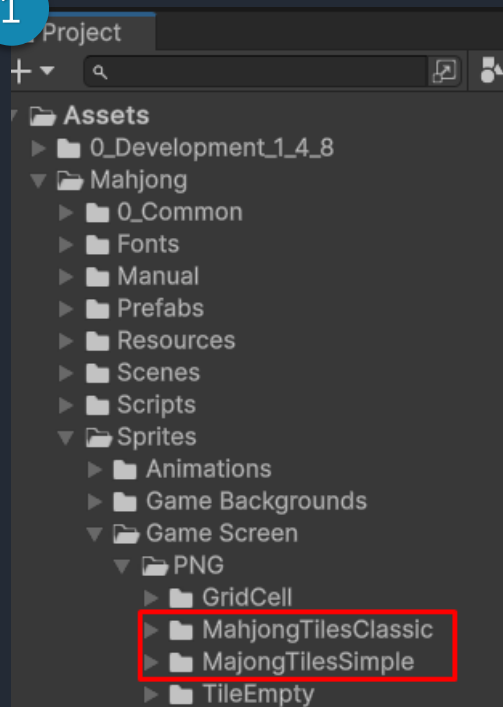 1
Project
Assets
0_Development_1_4_8
Mahjong
0_Common
Fonts
Manual
Prefabs
Resources
Scenes
Scripts
Sprites
Animations
Game Backgrounds
Game Screen
PNG
GridCell
MahjongTilesClassic
MajongTilesSimple
TileEmpty